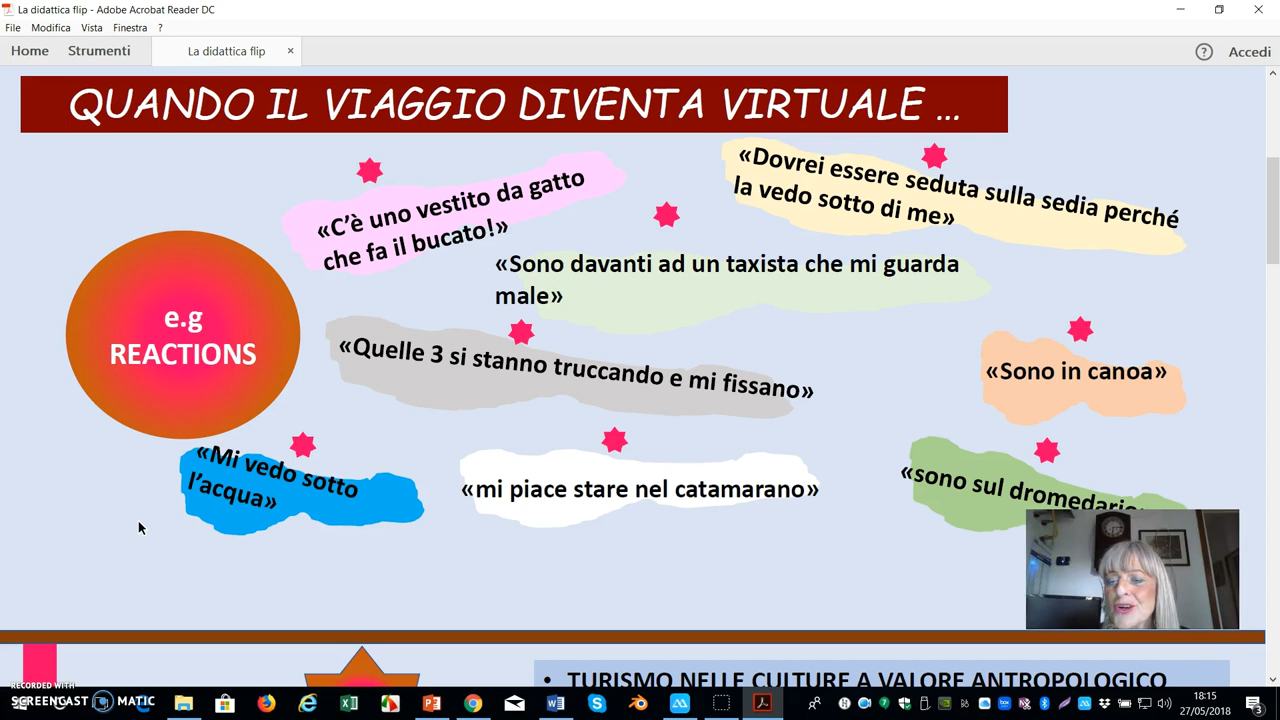 La didattica flip - Adobe Acrobat Reader DC
File Modifica Vista Finestra ?
Home Strumenti La didattica flip × ? Accedi
QUANDO IL VIAGGIO DIVENTA VIRTUALE ...
«C'è uno vestito da gatto
che fa il bucato!»
«Dovrei essere seduta sulla sedia perché
la vedo sotto di me»
«Sono davanti ad un taxista che mi guarda
male»
e.g
REACTIONS
«Quelle 3 si stanno truccando e mi fissano»
«Sono in canoa»
«Mi vedo sotto
l'acqua»
«mi piace stare nel catamarano»
«sono sul dromedario»
• TURISMO NELLE CULTURE A VALORE ANTROPOLOGICO
RECORDED WITH
SCREENCAST MATIC
18:15
27/05/2018
3